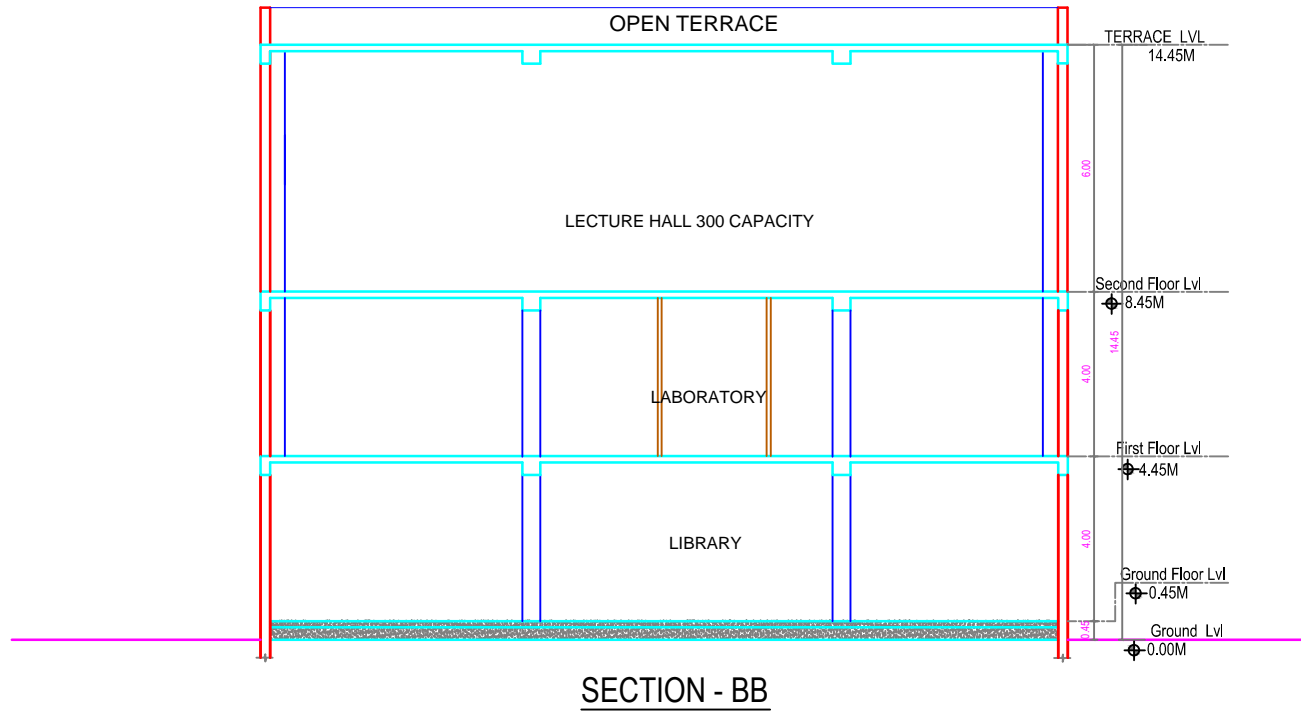 OPEN TERRACE
TERRACE LVL
14.45M
6.00
LECTURE HALL 300 CAPACITY
Second Floor Lvl
8.45M
14.45
4.00
LABORATORY
First Floor Lvl
4.45M
4.00
LIBRARY
Ground Floor Lvl
0.45M
0.45
Ground Lvl
0.00M
SECTION - BB